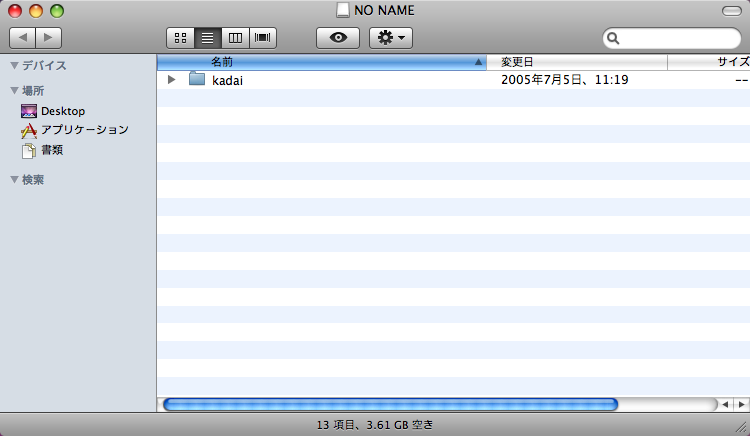 NO NAME
デバイス
場所
Desktop
アプリケーション
書類
検索
名前 変更日 サイズ
kadai 2005年7月5日、11:19 --
13 項目、3.61 GB 空き